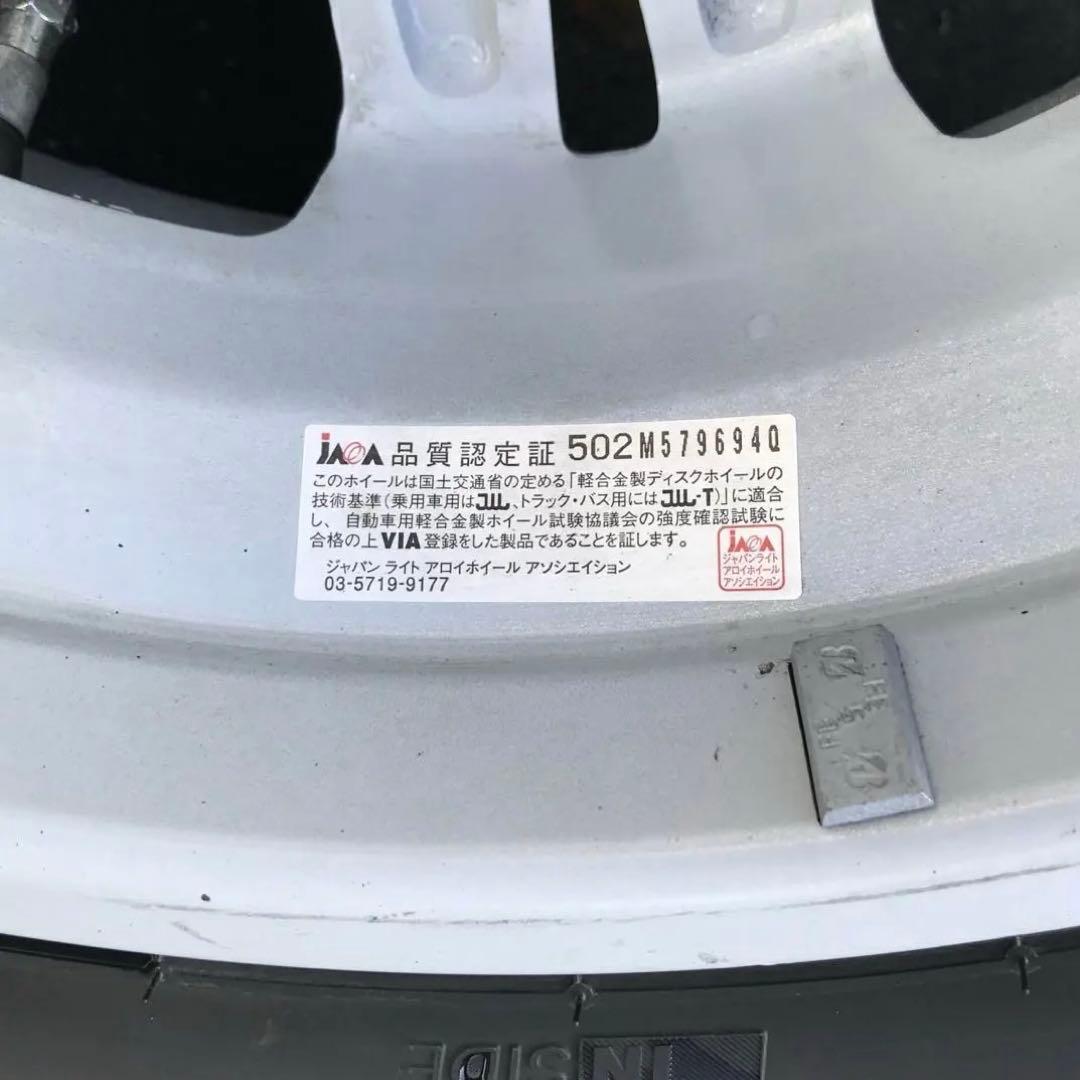 JAWA 品質認定証 502M5796940
このホイールは国土交通省の定める「軽合金製ディスクホイールの
技術基準(乗用車用はJWL、トラック・バス用にはJWL-T)」に適合
し、自動車用軽合金製ホイール試験協議会の強度確認試験に
合格の上VIA登録をした製品であることを証します。
ジャパン ライト アロイホイール アソシエイション
03-5719-9177
JAWA
ジャパンライト
アロイホイール
アソシエイション
FE
5
FE
INSIDE